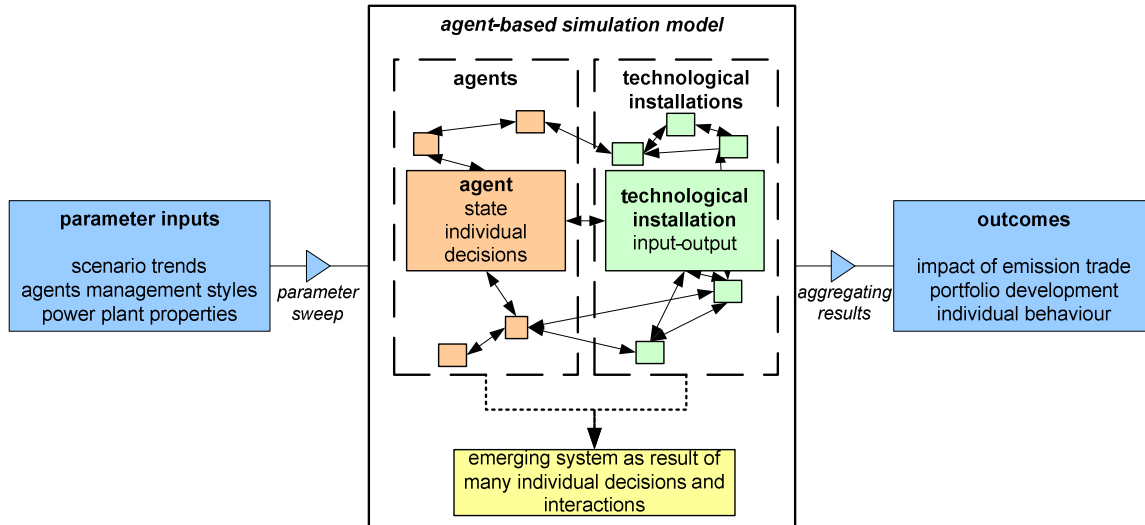 agent-based simulation model
agents
technological
installations
agent
state
individual
decisions
technological
installation
input-output
parameter inputs
scenario trends
agents management styles
power plant properties
parameter
sweep
aggregating
results
outcomes
impact of emission trade
portfolio development
individual behaviour
emerging system as result of
many individual decisions and
interactions